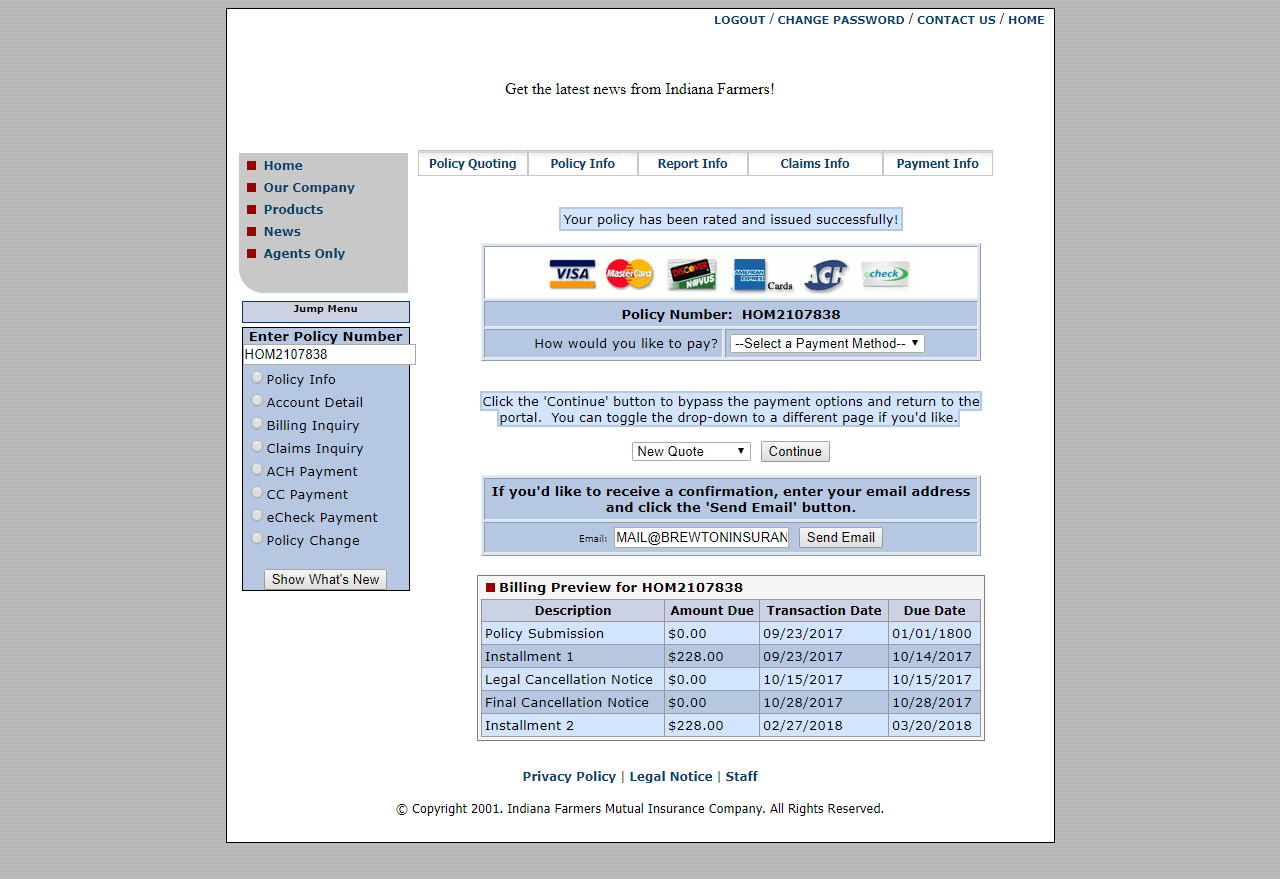 LOGOUT / CHANGE PASSWORD / CONTACT US / HOME
Get the latest news from Indiana Farmers!
Home
Our Company
Products
News
Agents Only
Jump Menu
Enter Policy Number
HOM2107838
Policy Info
Account Detail
Billing Inquiry
Claims Inquiry
ACH Payment
CC Payment
eCheck Payment
Policy Change
Show What's New
Policy Quoting Policy Info Report Info Claims Info Payment Info
Your policy has been rated and issued successfully!
VISA MasterCard DISCOVER NOVUS AMERICAN EXPRESS Cards ACH echeck
Policy Number: HOM2107838
How would you like to pay? --Select a Payment Method--
Click the 'Continue' button to bypass the payment options and return to the
portal. You can toggle the drop-down to a different page if you'd like.
New Quote Continue
If you'd like to receive a confirmation, enter your email address
and click the 'Send Email' button.
Email: MAIL@BREWTONINSURAN Send Email
Billing Preview for HOM2107838
Description Amount Due Transaction Date Due Date
Policy Submission $0.00 09/23/2017 01/01/1800
Installment 1 $228.00 09/23/2017 10/14/2017
Legal Cancellation Notice $0.00 10/15/2017 10/15/2017
Final Cancellation Notice $0.00 10/28/2017 10/28/2017
Installment 2 $228.00 02/27/2018 03/20/2018
Privacy Policy | Legal Notice | Staff
© Copyright 2001. Indiana Farmers Mutual Insurance Company. All Rights Reserved.